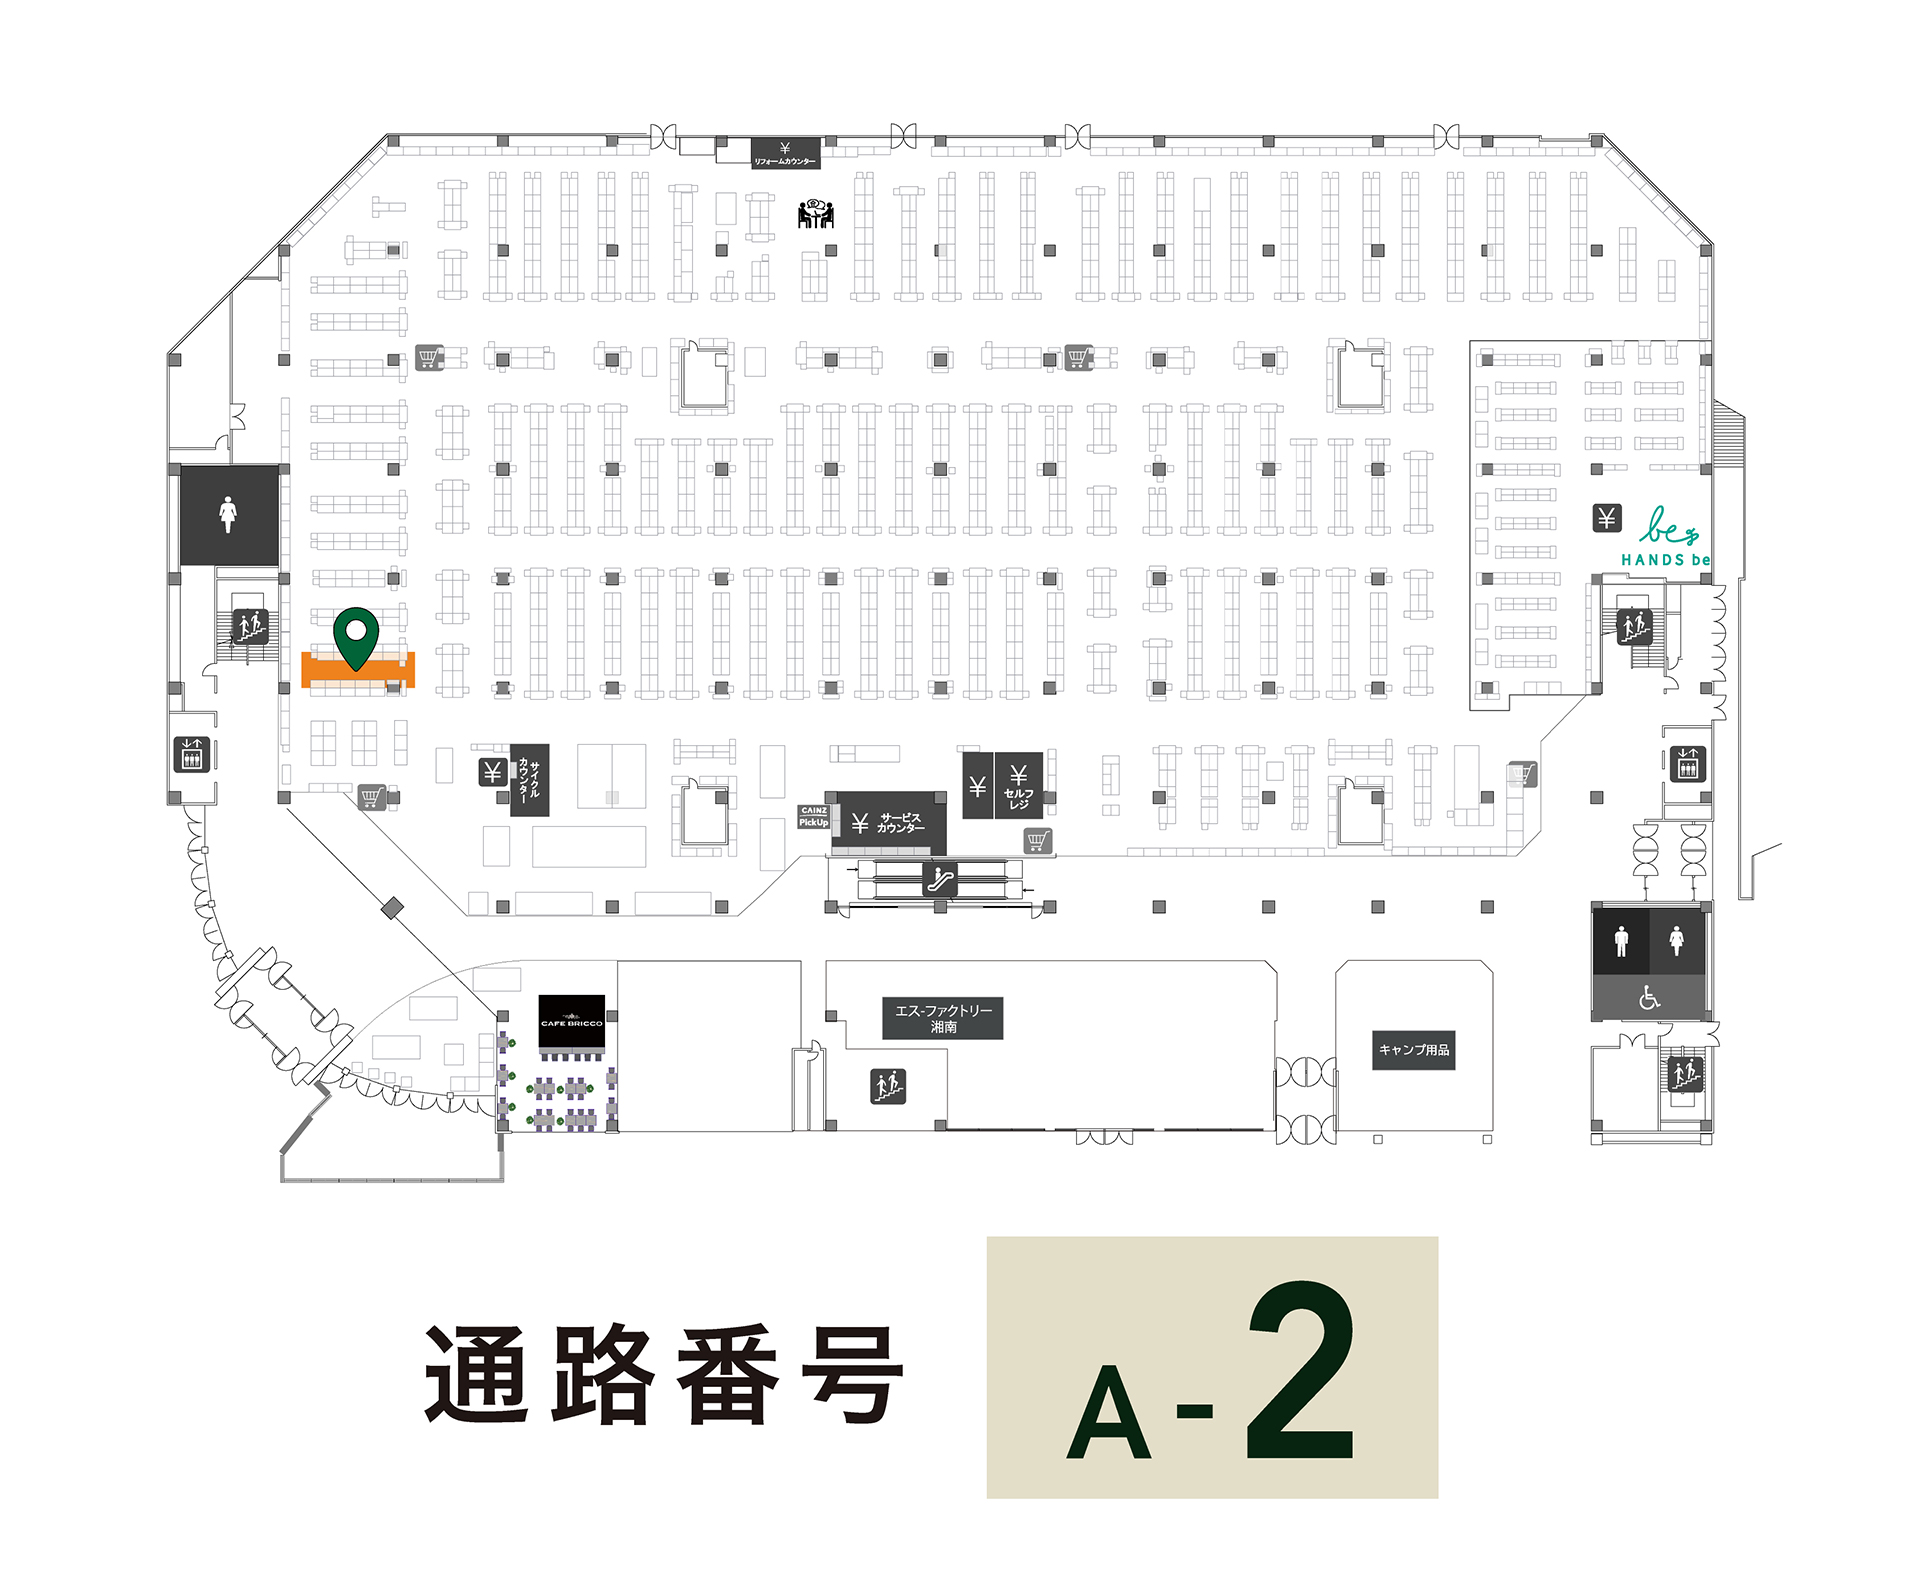 ¥
リフォームカウンター
¥
be
HANDS be
¥
サイクル
カウンター
¥
¥
セルフ
レジ
CAINZ
PickUp
¥
サービス
カウンター
CAFE BRICCO
エス-ファクトリー
湘南
キャンプ用品
通路番号
A-2